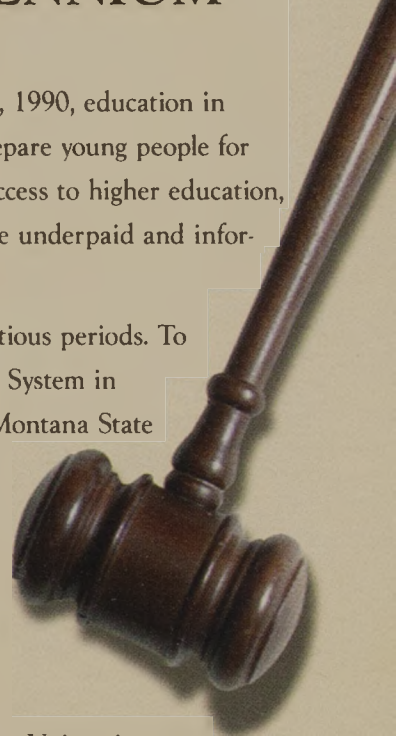 , 1990, education in
epare young people for
ccess to higher education,
e underpaid and infor-
tious periods. To
System in
Montana State